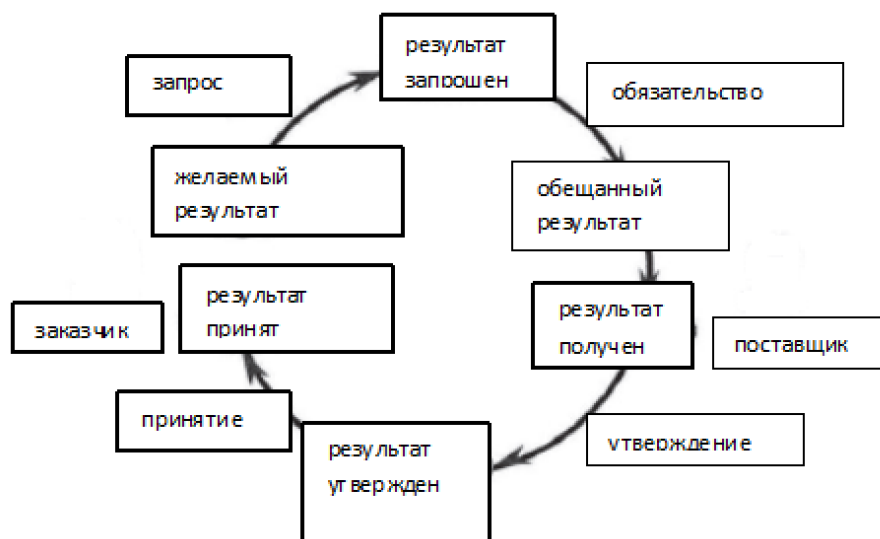 результат
запрошен
запрос
обязательство
желаемый
результат
обещанный
результат
результат
принят
результат
получен
заказчик
поставщик
принятие
утверждение
результат
утвержден